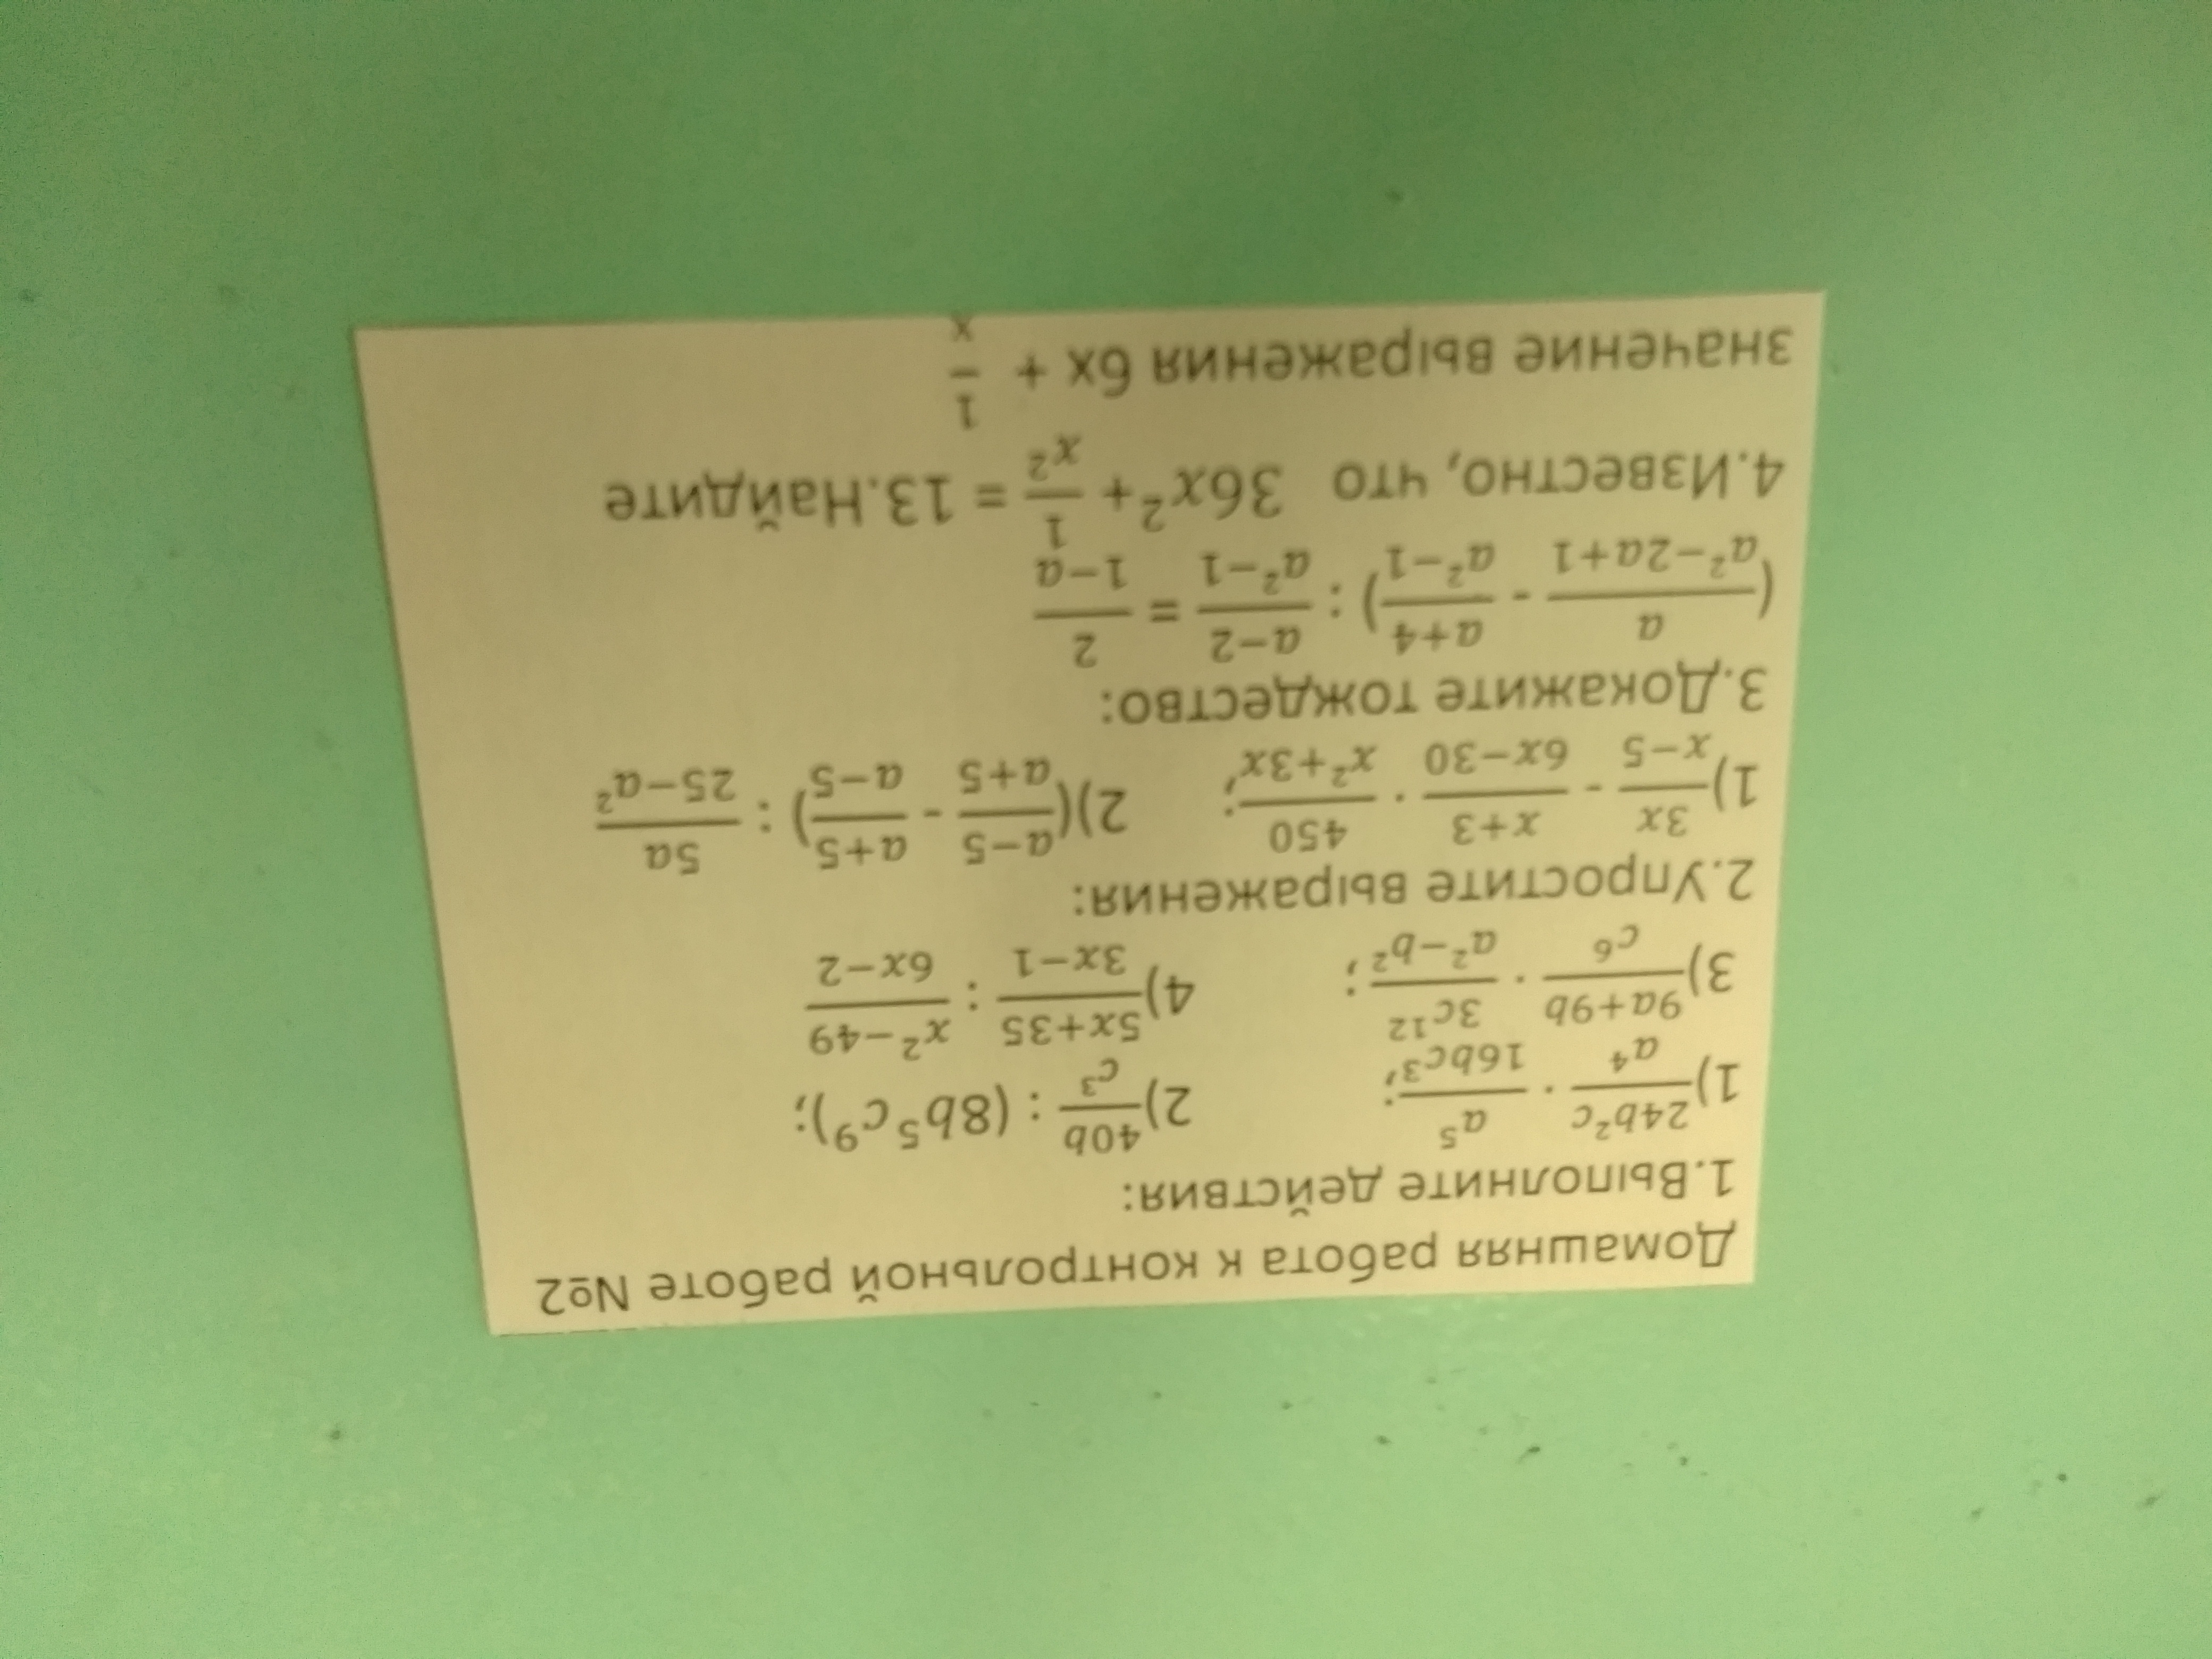 Домашняя работа к контрольной работе №2
1.Выполните действия:
1) 24b²c/a⁴ · a⁵/16bc³; 2) 40b/c³ : (8b⁵c⁹);
3) 9a+9b/c⁶ · 3c¹²/a²−b²; 4) 5x+35/3x−1 : x²−49/6x−2
2.Упростите выражения:
1) 3x/x−5 - x+3/6x−30 · 450/x²+3x; 2)(a−5/a+5 - a+5/a−5) : 5a/25−a²
3.Докажите тождество:
(a/a²−2a+1 - a+4/a²−1) : a−2/a²−1 = 2/1−a
4.Известно, что 36x²+ 1/x² = 13.Найдите
значение выражения 6x + 1/x